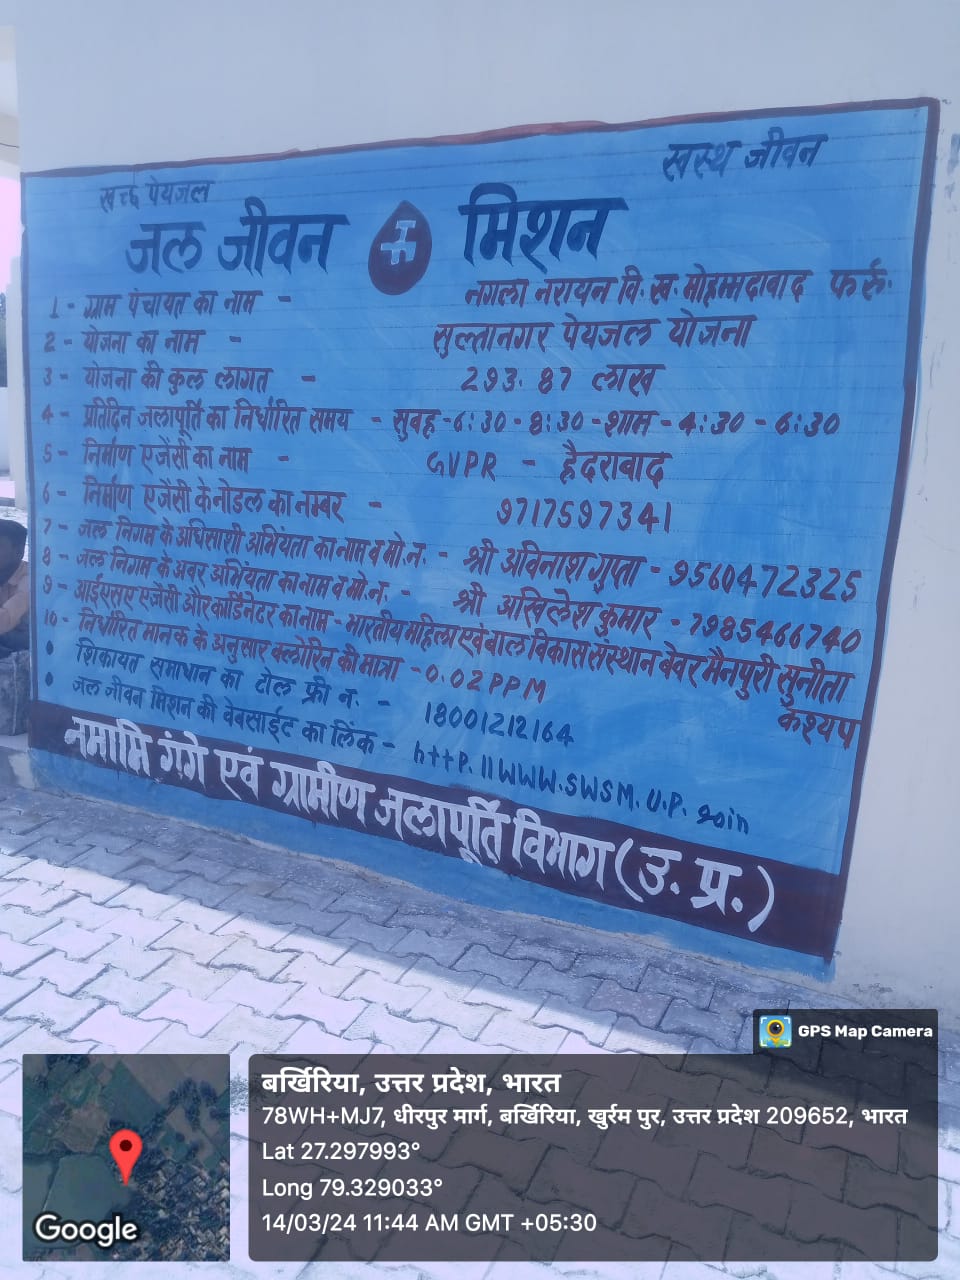 स्वच्छ पेयजल
स्वस्थ जीवन
जल जीवन मिशन
1 - ग्राम पंचायत का नाम - नगला नरायन वि. ख. मोहम्मदाबाद फर्रु.
2 - योजना का नाम - सुल्तानगर पेयजल योजना
3 - योजना की कुल लागत - 293.87 लाख
4 - प्रतिदिन जलापूर्ति का निर्धारित समय - सुवह - 6:30 - 8:30 - शाम - 4:30 - 6:30
5 - निर्माण एजेंसी का नाम - GVPR - हैदराबाद
6 - निर्माण एजेंसी के नोडल का नम्बर - 9717597341
7 - जल निगम के अधिसाशी अभियंता का नाम व मो.न. - श्री अविनाश गुप्ता - 9560472325
8 - जल निगम के अवर अभियंता का नाम व मो.न. - श्री अखिलेश कुमार - 7985466740
9 - आईएसए एजेंसी और कार्डिनेटर का नाम - भारतीय महिला एवं बाल विकास संस्थान बेवर मैनपुरी सुनीता कश्यप
10 - निर्धारित मानक के अनुसार क्लोरिन की मात्रा - 0.02 PPM
• शिकायत समाधान का टोल फ्री न. - 18001212164
• जल जीवन मिशन की वेबसाईट का लिंक - http.||www.SWSM.U.P. goin
नमामि गंगे एवं ग्रामीण जलापूर्ति विभाग (उ. प्र.)
GPS Map Camera
बर्खिरिया, उत्तर प्रदेश, भारत
78WH+MJ7, धीरपुर मार्ग, बर्खिरिया, खुर्रम पुर, उत्तर प्रदेश 209652, भारत
Lat 27.297993°
Long 79.329033°
14/03/24 11:44 AM GMT +05:30
Google